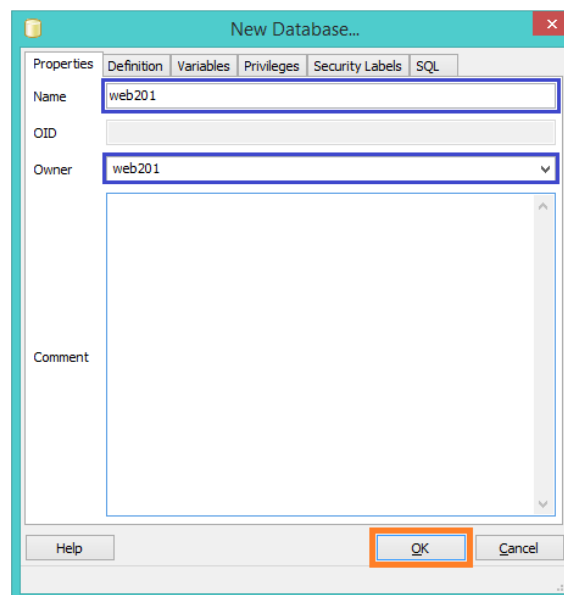 New Database...
Properties Definition Variables Privileges Security Labels SQL
Name web201
OID
Owner web201
Comment
Help OK Cancel